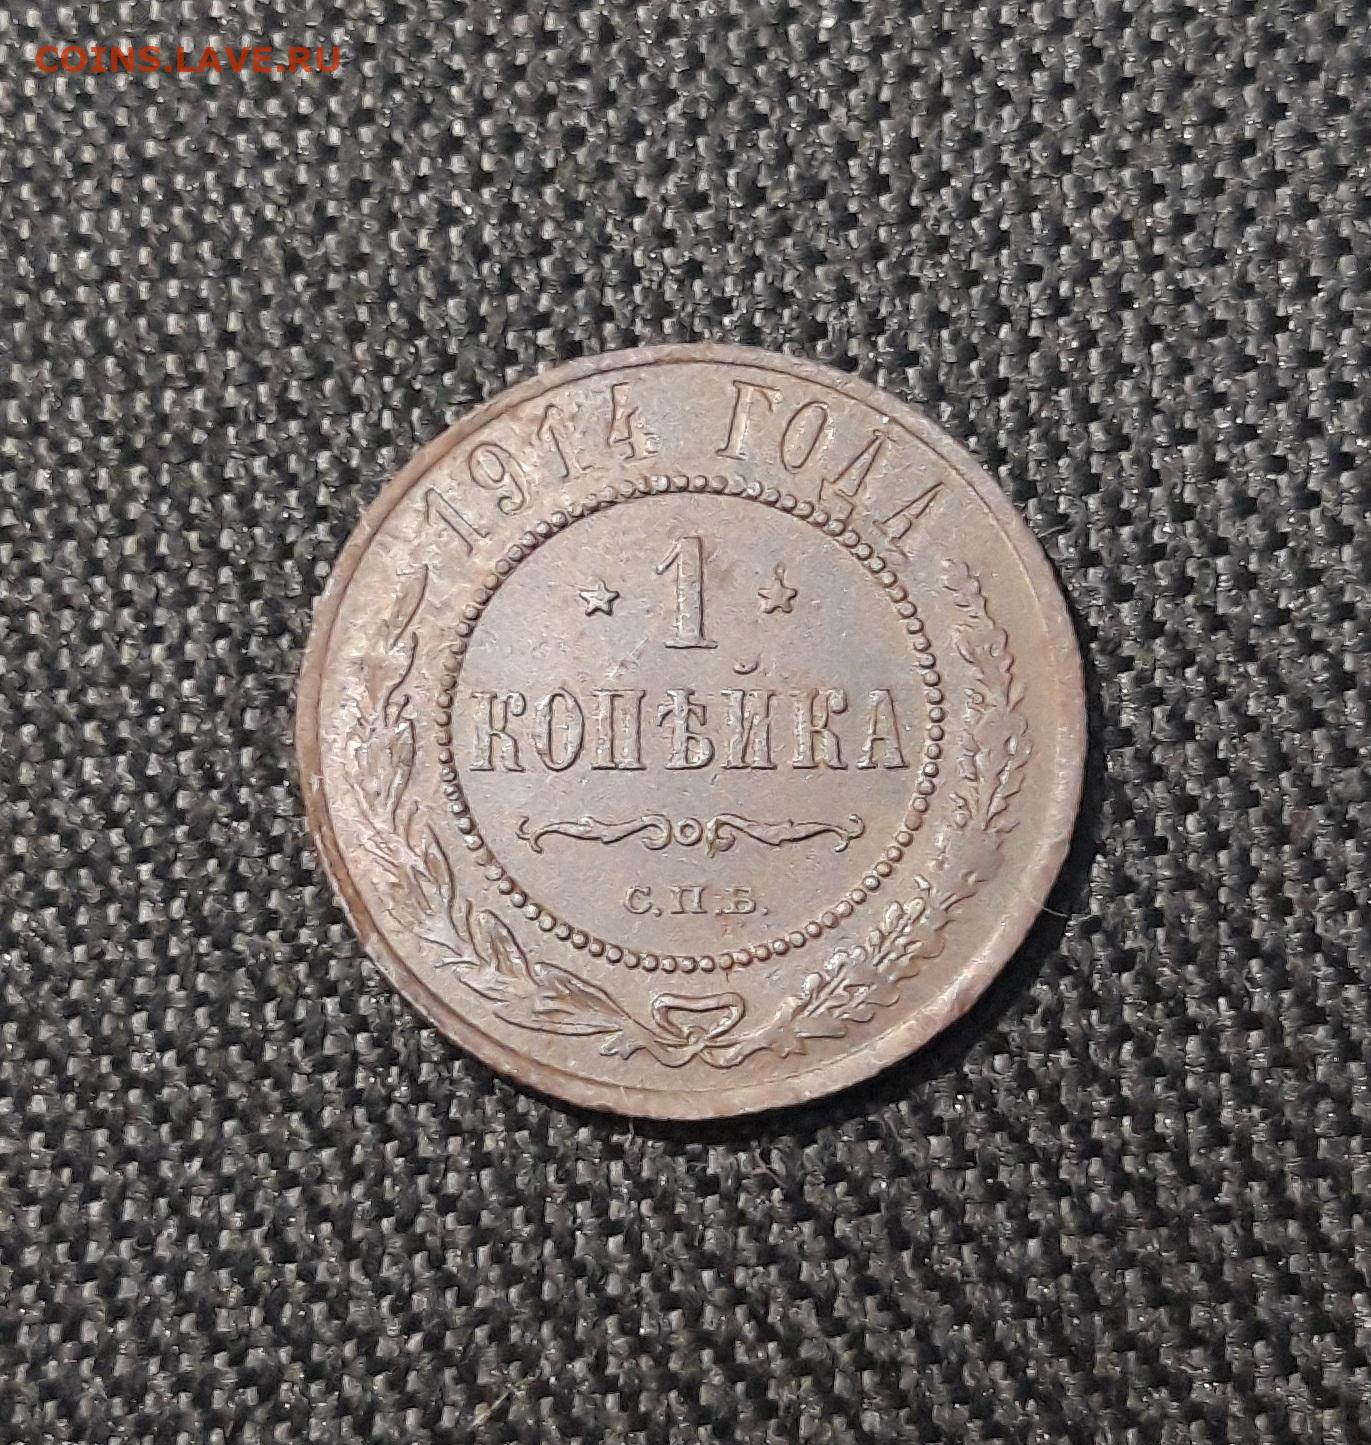 COINS.LAVE.RU
1914 ГОДА
1
КОПѢЙКА
С.П.Б.